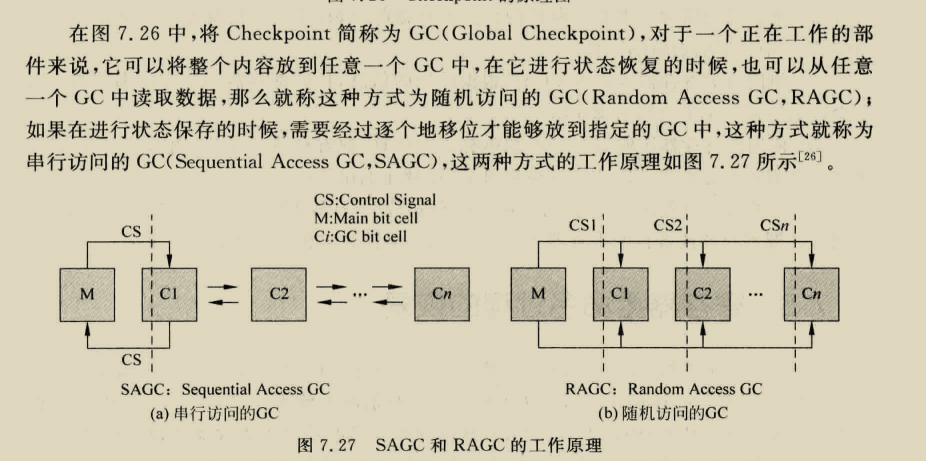 在图 7.26 中,将 Checkpoint 简称为 GC(Global Checkpoint),对于一个正在工作的部
件来说,它可以将整个内容放到任意一个 GC 中,在它进行状态恢复的时候,也可以从任意
一个 GC 中读取数据,那么就称这种方式为随机访问的 GC(Random Access GC,RAGC);
如果在进行状态保存的时候,需要经过逐个地移位才能够放到指定的 GC 中,这种方式就称为
串行访问的 GC(Sequential Access GC,SAGC),这两种方式的工作原理如图 7.27 所示[26]。
CS:Control Signal
M:Main bit cell
Ci:GC bit cell
CS
M
C1
C2
...
Cn
CS
SAGC: Sequential Access GC
(a) 串行访问的GC
CS1
CS2
CSn
M
C1
C2
...
Cn
RAGC: Random Access GC
(b) 随机访问的GC
图 7.27 SAGC 和 RAGC 的工作原理